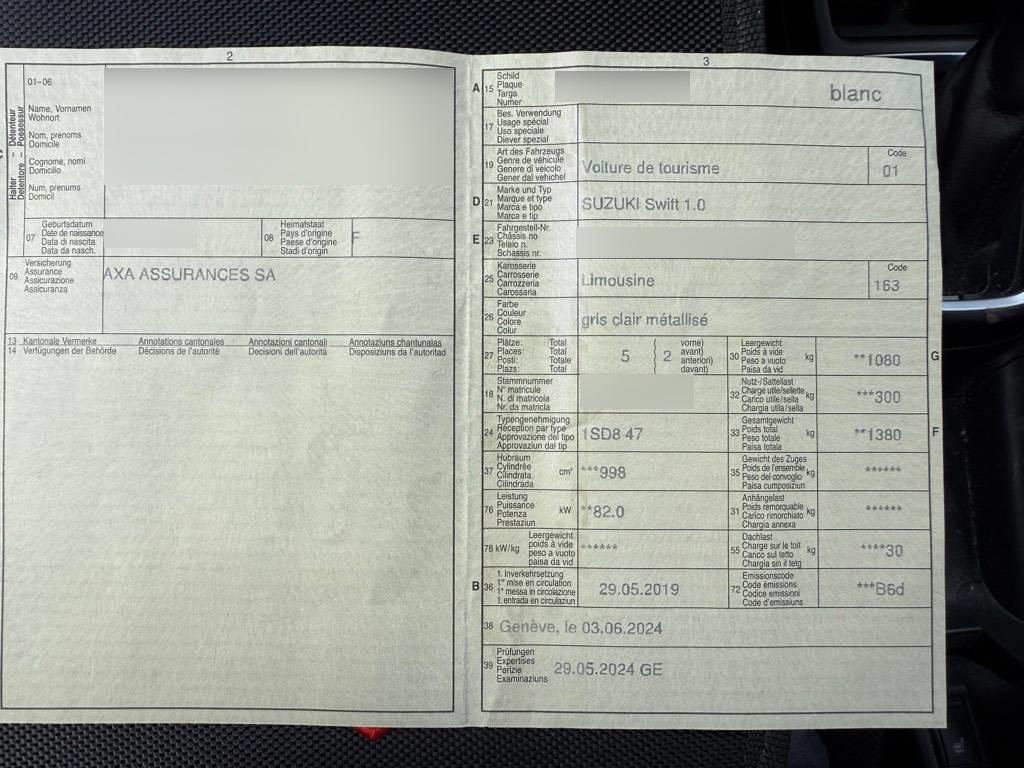 2
01-06
Halter – Détenteur
Detentore – Possessur
Name, Vornamen
Wohnort
Nom, prénoms
Domicile
Cognome, nomi
Domicilio
Num, prenums
Domicil
07
Geburtsdatum
Date de naissance
Data di nascita
Data da nasch.
08
Heimatstaat
Pays d'origine
Paese d'origine
Stadi d'origin
F
09
Versicherung
Assurance
Assicurazione
Assicuranza
AXA ASSURANCES SA
13 Kantonale Vermerke Annotations cantonales Annotazioni cantonali Annotaziuns chantunalas
14 Verfügungen der Behörde Décisions de l'autorité Decisioni dell'autorità Disposiziuns da l'autoritad
3
A 15
Schild
Plaque
Targa
Numer
blanc
17
Bes. Verwendung
Usage spécial
Uso speciale
Diever spezial
19
Art des Fahrzeugs
Genre de véhicule
Genere di veicolo
Gener dal vehichel
Voiture de tourisme
Code
01
D 21
Marke und Typ
Marque et type
Marca e tipo
Marca e tip
SUZUKI Swift 1.0
E 23
Fahrgestell-Nr.
Châssis no
Telaio n.
Schassis nr.
25
Karosserie
Carrosserie
Carrozzeria
Carossaria
Limousine
Code
163
26
Farbe
Couleur
Colore
Colur
gris clair métallisé
27
Plätze: Total
Places: Total
Posti: Totale
Plazs: Total
5 ( 2
vorne)
avant)
anteriori)
davant)
30
Leergewicht
Poids à vide
Peso a vuoto
Paisa da vid
kg
**1080
G
18
Stammnummer
N° matricule
N. di matricola
Nr. da matricla
32
Nutz-/Sattellast
Charge utile/sellette
Carico utile/sella
Chargia utila/sella
kg
***300
24
Typengenehmigung
Réception par type
Approvazione del tipo
Approvaziun dal tip
1SD8 47
33
Gesamtgewicht
Poids total
Peso totale
Paisa totala
kg
**1380
F
37
Hubraum
Cylindrée
Cilindrata
Cilindrada
cm³
***998
35
Gewicht des Zuges
Poids de l'ensemble
Peso del convoglio
Paisa cumposiziun
kg
******
76
Leistung
Puissance
Potenza
Prestaziun
kW
**82.0
31
Anhängelast
Poids remorquable
Carico rimorchiato
Chargia annexa
kg
******
78 kW/kg
Leergewicht
poids à vide
peso a vuoto
paisa da vid
******
55
Dachlast
Charge sur le toit
Carico sul tetto
Chargia sin il tetg
kg
****30
B 36
1. Inverkehrsetzung
1re mise en circulation
1a messa in circolazione
1. entrada en circulaziun
29.05.2019
72
Emissionscode
Code émissions
Codice emissioni
Code d'emissiuns
***B6d
38 Genève, le 03.06.2024
39
Prüfungen
Expertises
Perizie
Examinaziuns
29.05.2024 GE